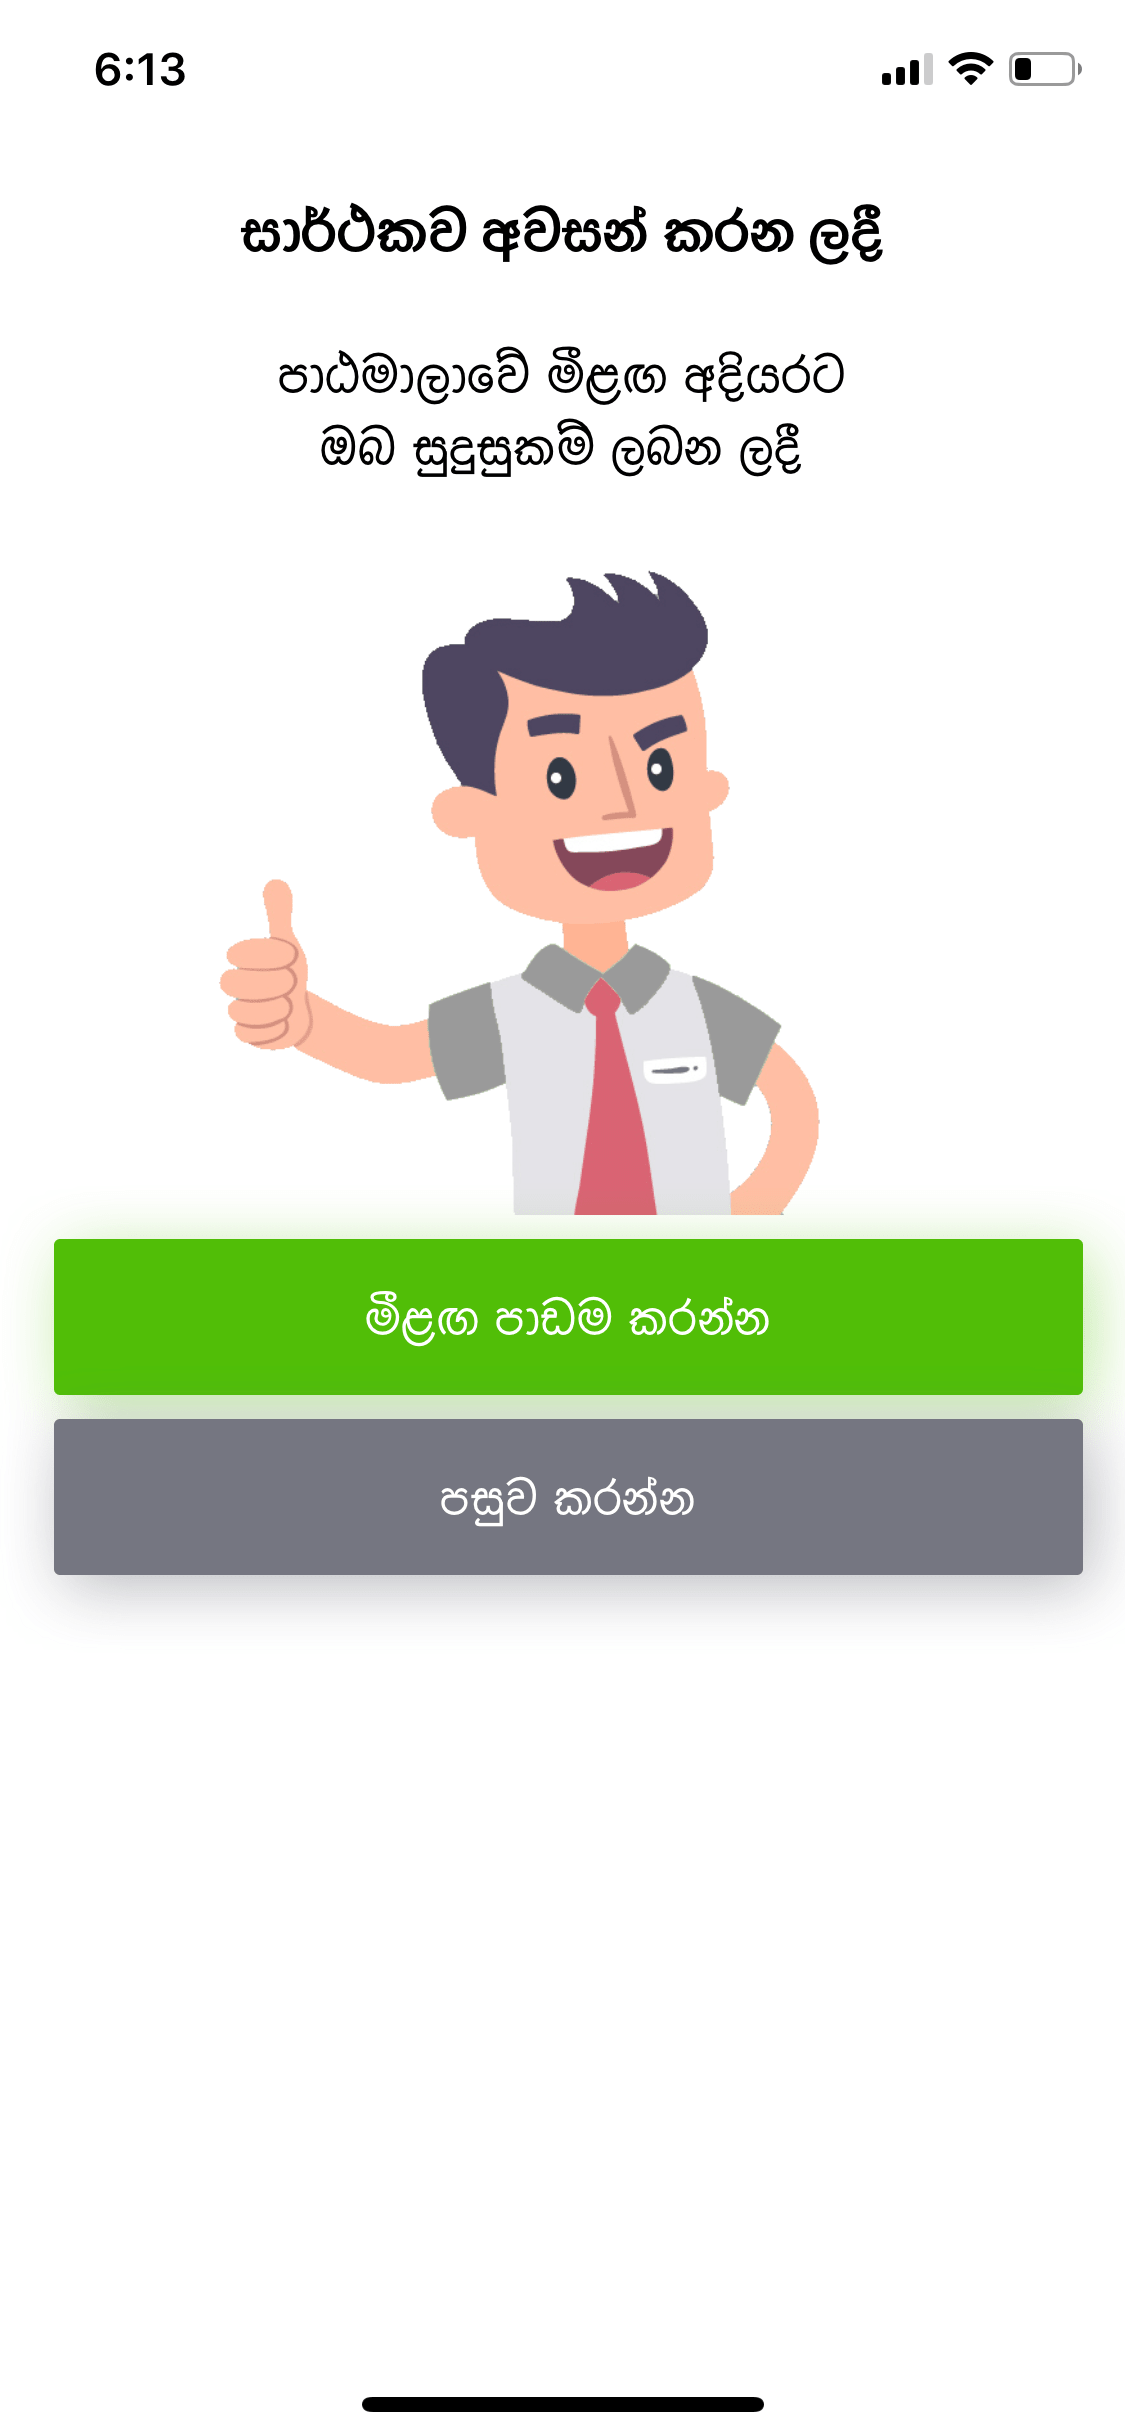 6:13
සාර්ථකව අවසන් කරන ලදී
පාඨමාලාවේ මීළඟ අදියරට
ඔබ සුදුසුකම් ලබන ලදී
මීළඟ පාඩම කරන්න
පසුව කරන්න